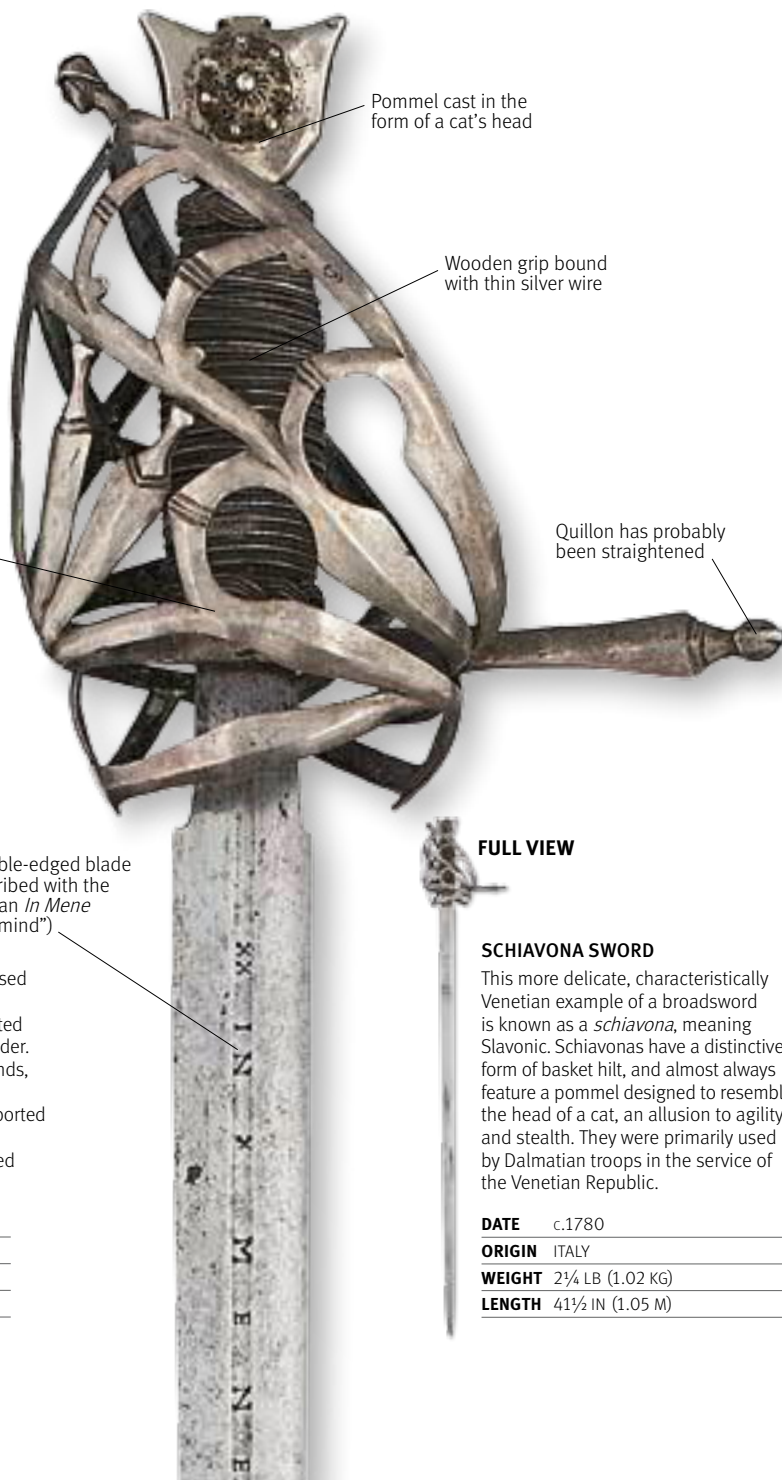 Pommel cast in the
form of a cat's head
Wooden grip bound
with thin silver wire
Quillon has probably
been straightened
ble-edged blade
ribed with the
an In Mene
mind”)
sed
ted
der.
nds,
ported
ed
XX I N X M E N E
FULL VIEW
SCHIAVONA SWORD
This more delicate, characteristically
Venetian example of a broadsword
is known as a schiavona, meaning
Slavonic. Schiavonas have a distinctive
form of basket hilt, and almost always
feature a pommel designed to resembl
the head of a cat, an allusion to agility
and stealth. They were primarily used
by Dalmatian troops in the service of
the Venetian Republic.
DATE c.1780
ORIGIN ITALY
WEIGHT 2¼ LB (1.02 KG)
LENGTH 41½ IN (1.05 M)